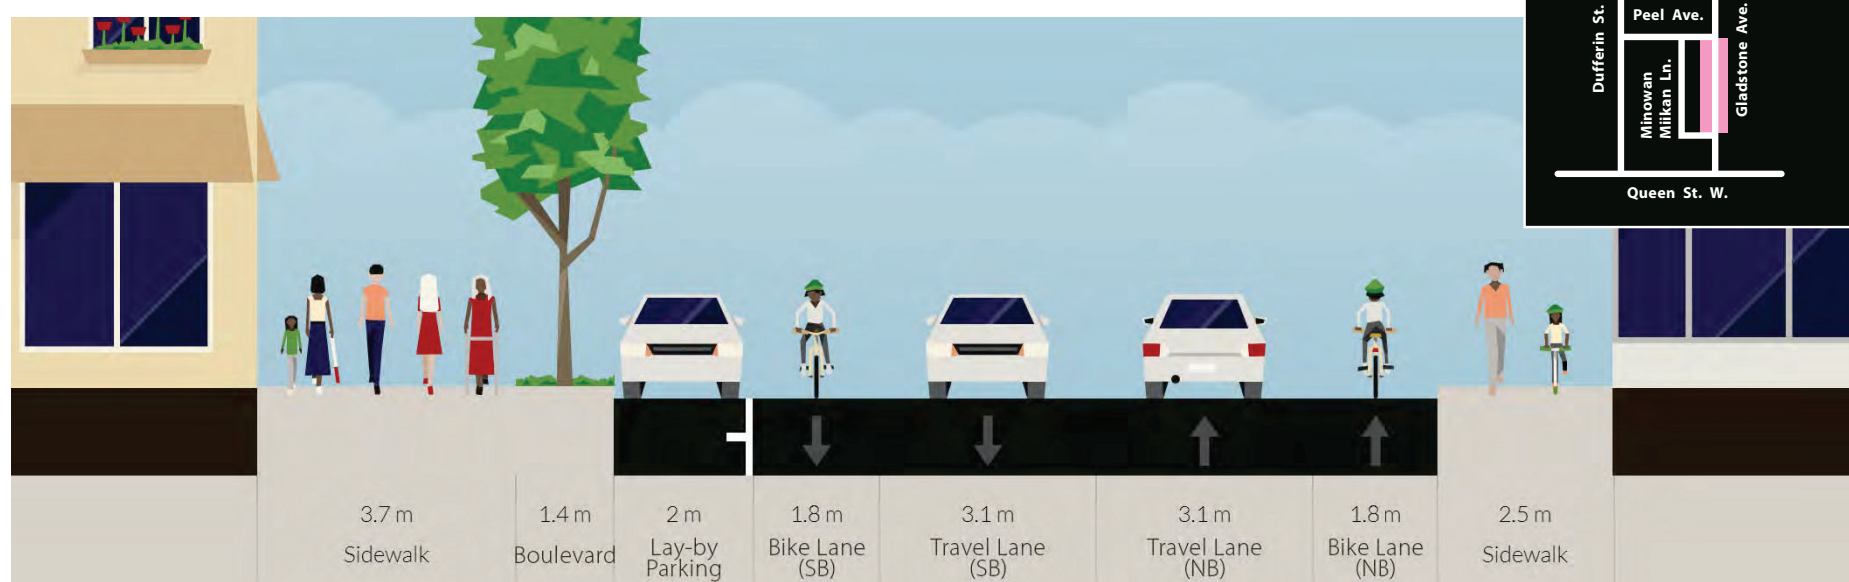 Peel Ave.
Dufferin St.
Minowan
Miikan Ln.
Gladstone Ave.
Queen St. W.
3.7 m
Sidewalk
1.4 m
Boulevard
2 m
Lay-by
Parking
1.8 m
Bike Lane
(SB)
3.1 m
Travel Lane
(SB)
3.1 m
Travel Lane
(NB)
1.8 m
Bike Lane
(NB)
2.5 m
Sidewalk